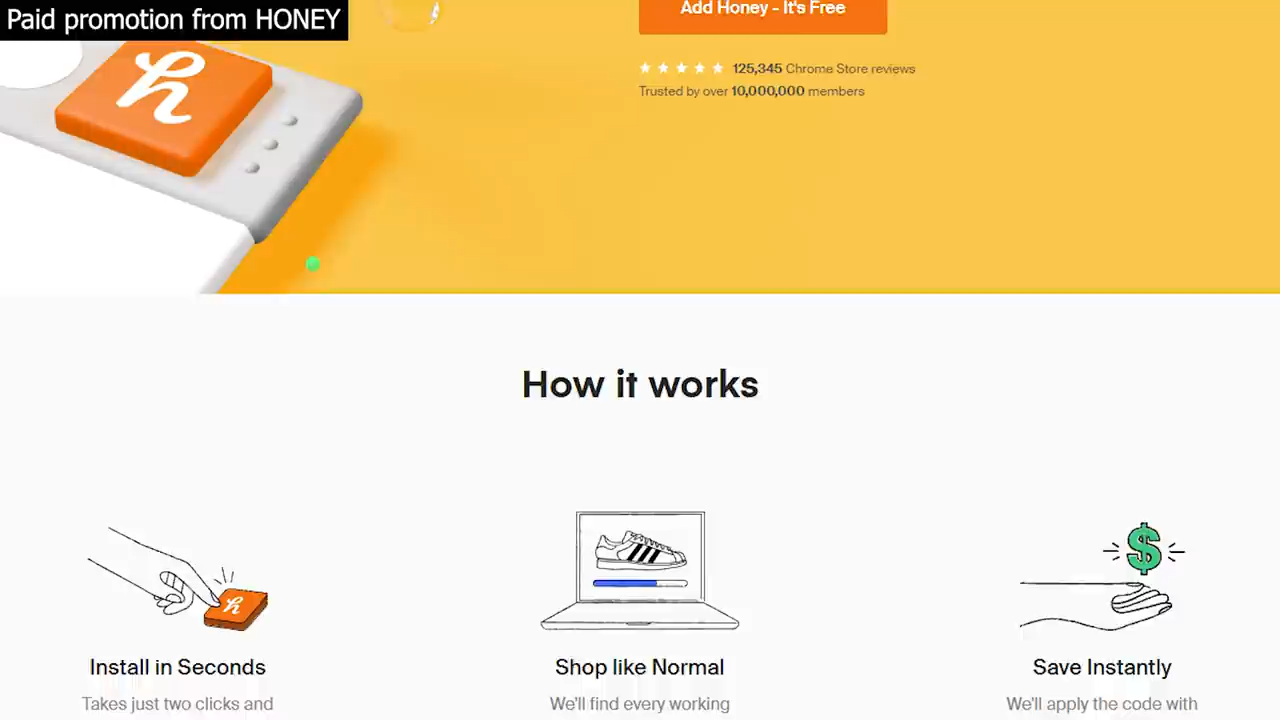 Paid promotion from HONEY
Add Honey - It's Free
125,345 Chrome Store reviews
Trusted by over 10,000,000 members
h
How it works
h
Install in Seconds
Shop like Normal
Save Instantly
Takes just two clicks and
We'll find every working
We'll apply the code with